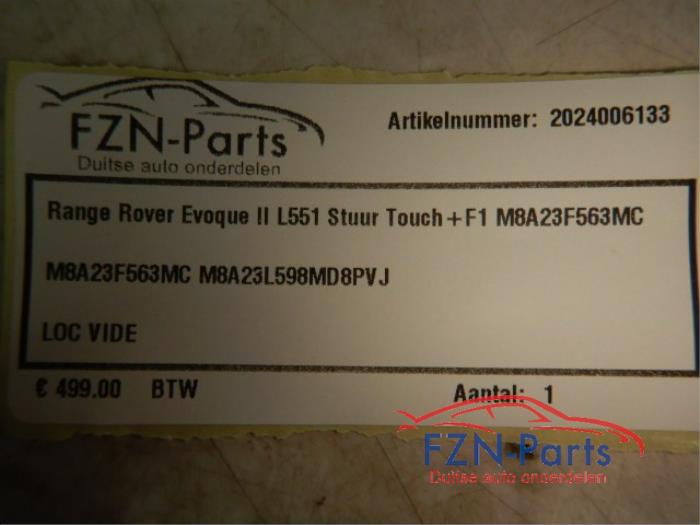 FZN-Parts
Duitse auto onderdelen
Artikelnummer: 2024006133
Range Rover Evoque II L551 Stuur Touch+F1 M8A23F563MC
M8A23F563MC M8A23L598MD8PVJ
LOC VIDE
€ 499.00 BTW Aantal: 1
FZN-Parts
Duitse auto onderdelen